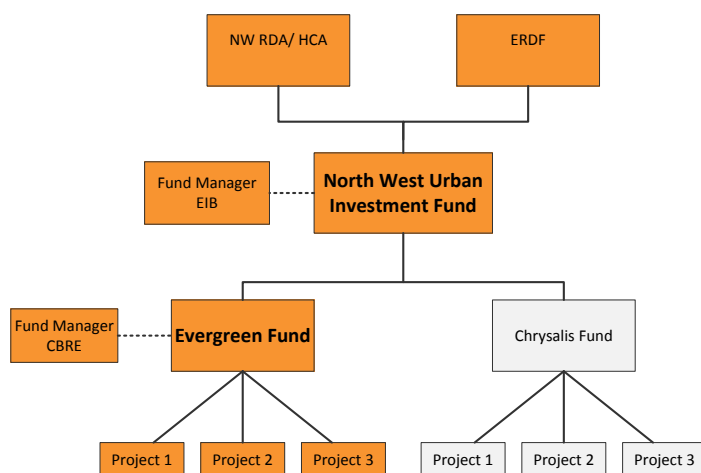 NW RDA/ HCA
ERDF
Fund Manager
EIB
North West Urban
Investment Fund
Fund Manager
CBRE
Evergreen Fund
Chrysalis Fund
Project 1
Project 2
Project 3
Project 1
Project 2
Project 3